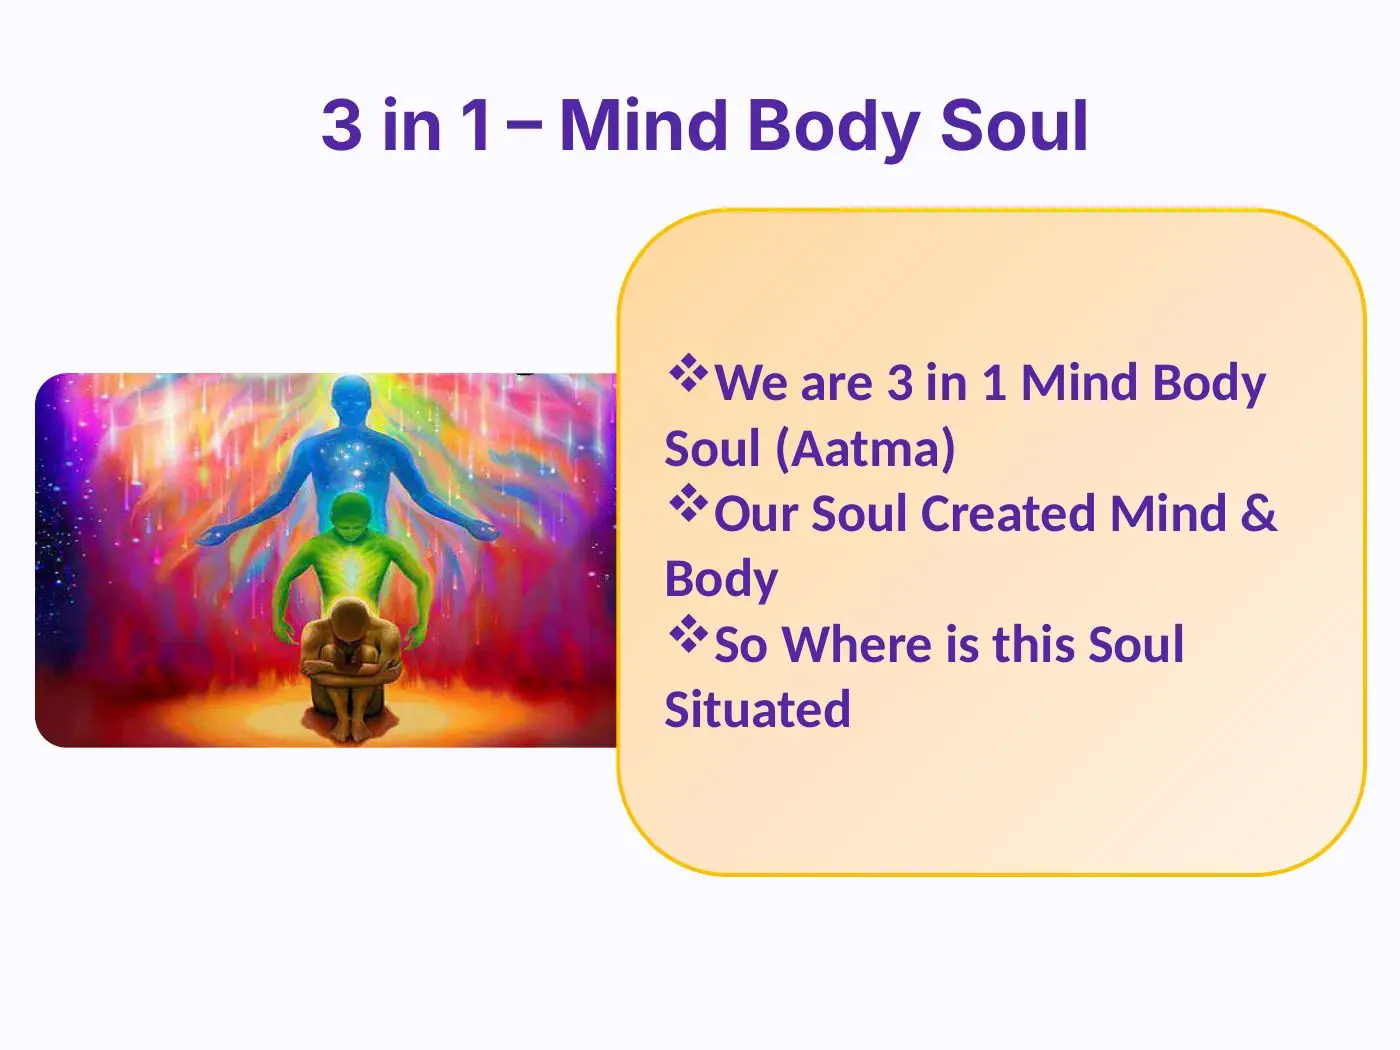 3 in 1 – Mind Body Soul
❖We are 3 in 1 Mind Body
Soul (Aatma)
❖Our Soul Created Mind &
Body
❖So Where is this Soul
Situated